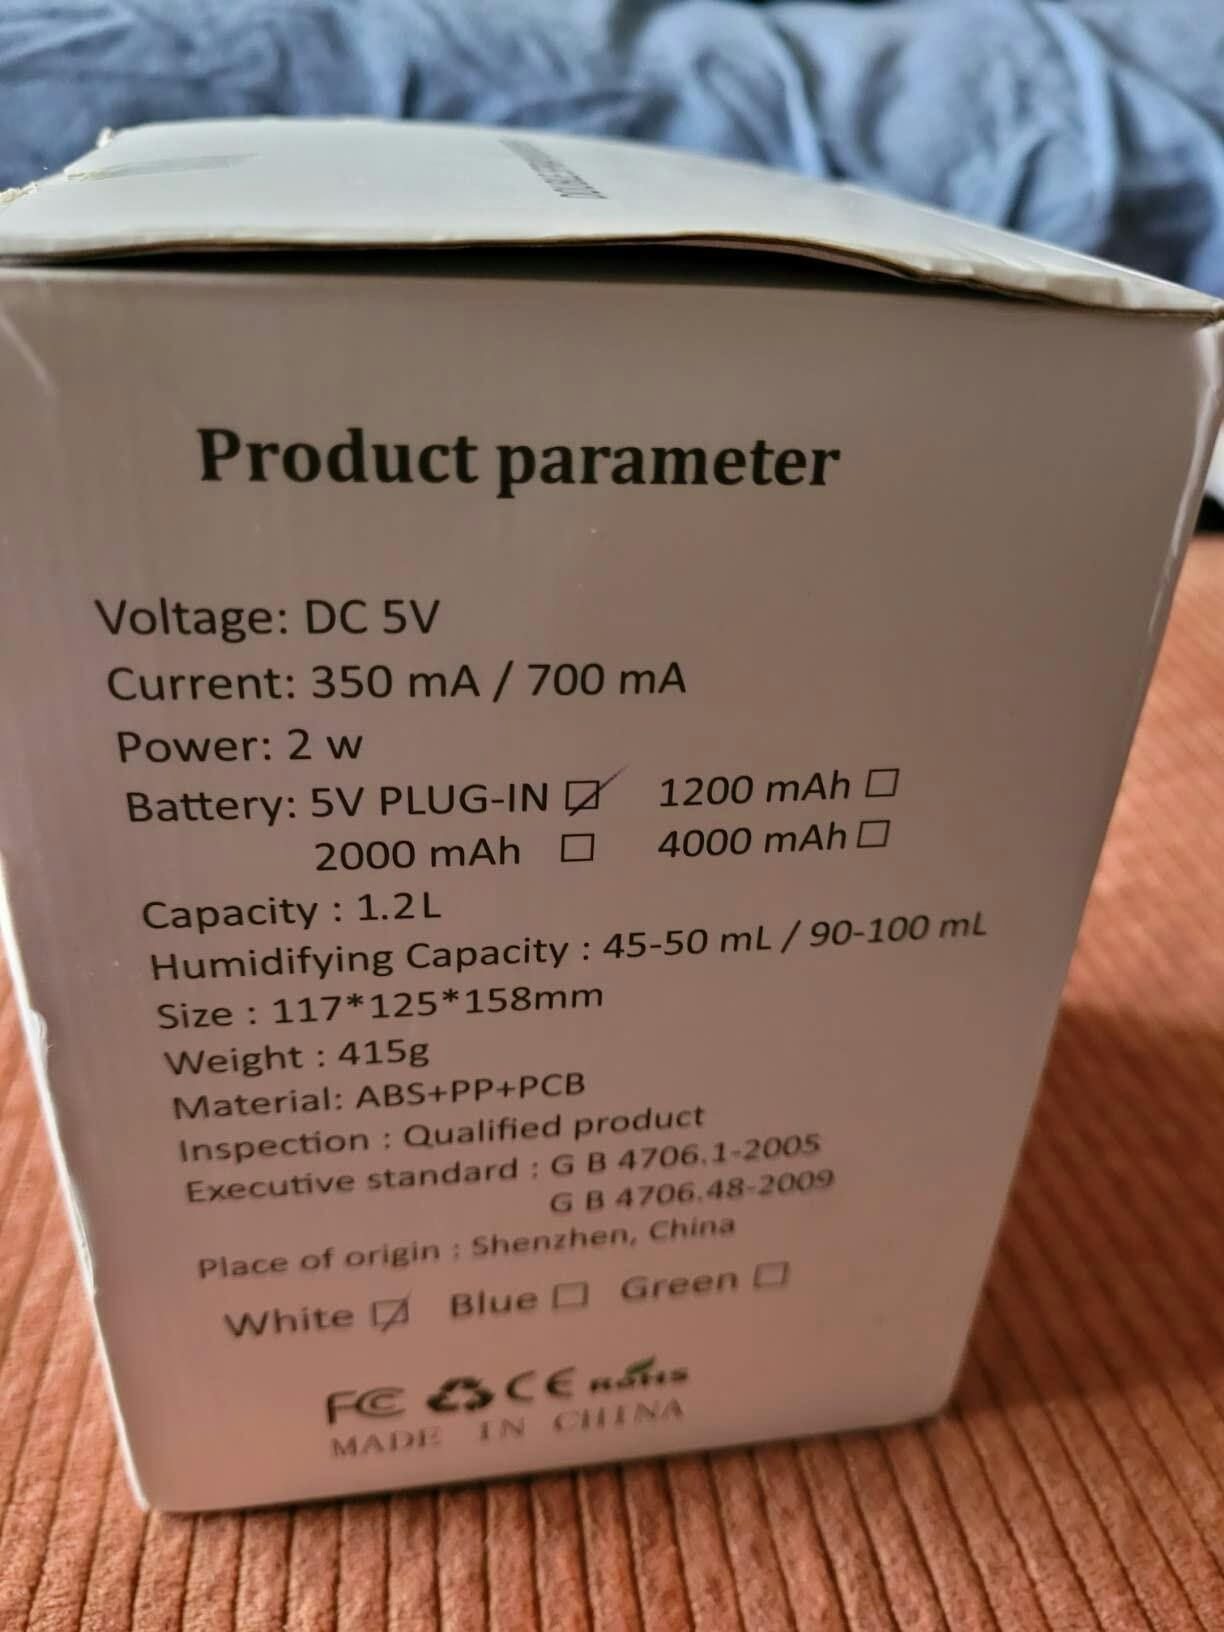 Product parameter
Voltage: DC 5V
Current: 350 mA / 700 mA
Power: 2 w
Battery: 5V PLUG-IN ☑ 1200 mAh ☐
2000 mAh ☐ 4000 mAh ☐
Capacity : 1.2L
Humidifying Capacity : 45-50 mL / 90-100 mL
Size : 117*125*158mm
Weight : 415g
Material: ABS+PP+PCB
Inspection : Qualified product
Executive standard : G B 4706.1-2005
G B 4706.48-2009
Place of origin : Shenzhen, China
White ☑ Blue ☐ Green ☐
FC CE RoHS
MADE IN CHINA